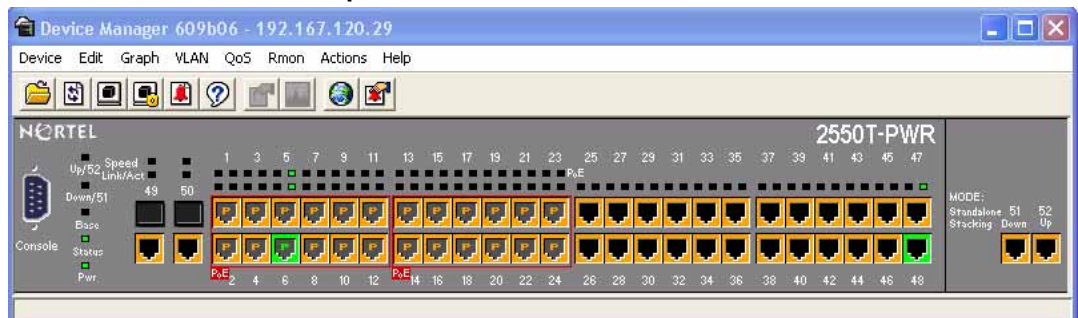 Device Manager 609b06 - 192.167.120.29
Device Edit Graph VLAN QoS Rmon Actions Help
NORTEL
2550T-PWR
Up/52 Speed
Link/Act
Down/51
Base
Console Status
Pwr
49 50
1 3 5 7 9 11 13 15 17 19 21 23 25 27 29 31 33 35 37 39 41 43 45 47
PoE
P P P P P P P P P P P P
P P P P P P P P P P P P
PoE PoE
2 4 6 8 10 12 14 16 18 20 22 24 26 28 30 32 34 36 38 40 42 44 46 48
MODE:
Standalone 51 52
Stacking Down Up